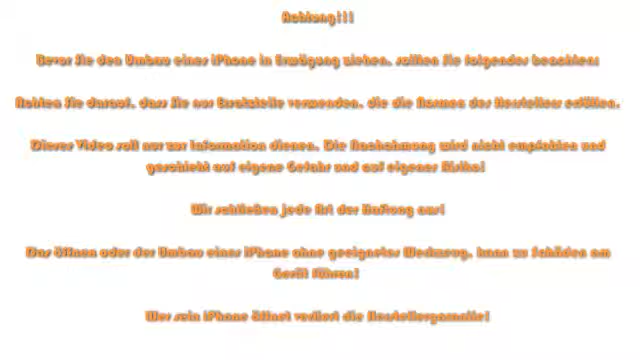 Achtung!!!
Bevor Sie den Umbau eines iPhone in Erwägung ziehen, sollten Sie folgendes beachten:
Achten Sie darauf, dass Sie nur Ersatzteile verwenden, die die Normen des Herstellers erfüllen.
Dieses Video soll nur zur Information dienen. Die Nachahmung wird nicht empfohlen und
geschieht auf eigene Gefahr und auf eigenes Risiko!
Wir schließen jede Art der Haftung aus!
Das öffnen oder der Umbau eines iPhone ohne geeignetes Werkzeug, kann zu Schäden am
Gerät führen!
Wer sein iPhone öffnet verliert die Herstellergarantie!